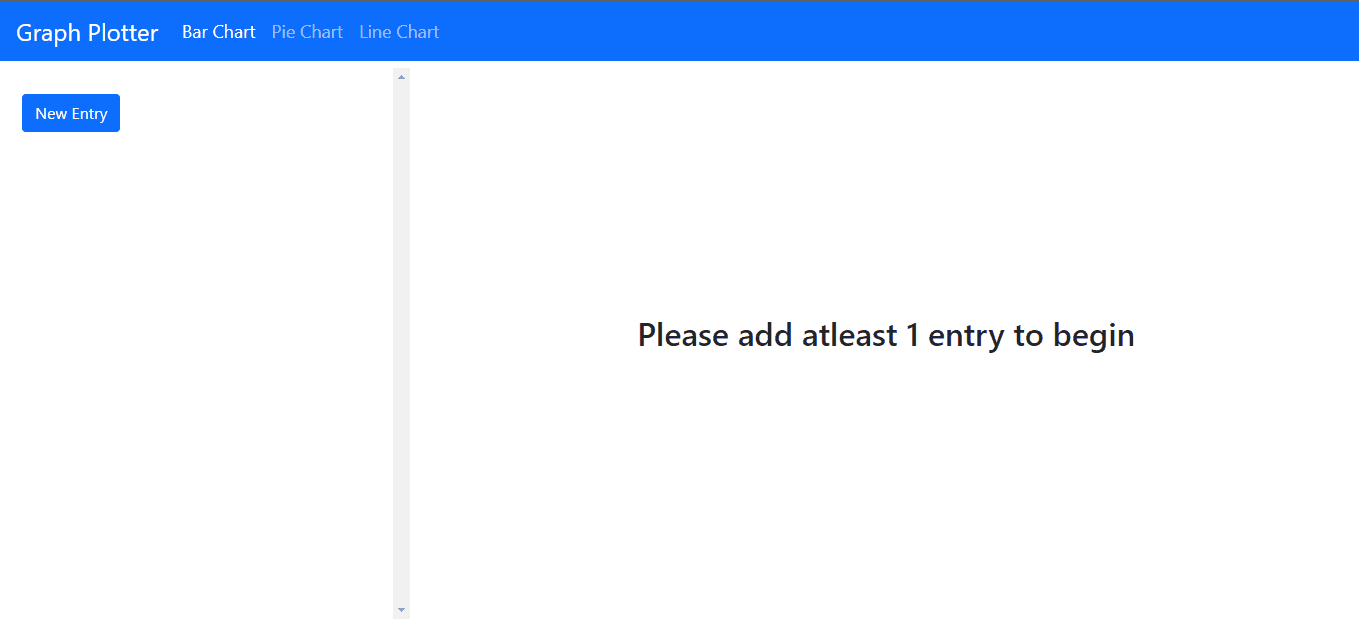 Graph Plotter Bar Chart Pie Chart Line Chart
New Entry
Please add atleast 1 entry to begin